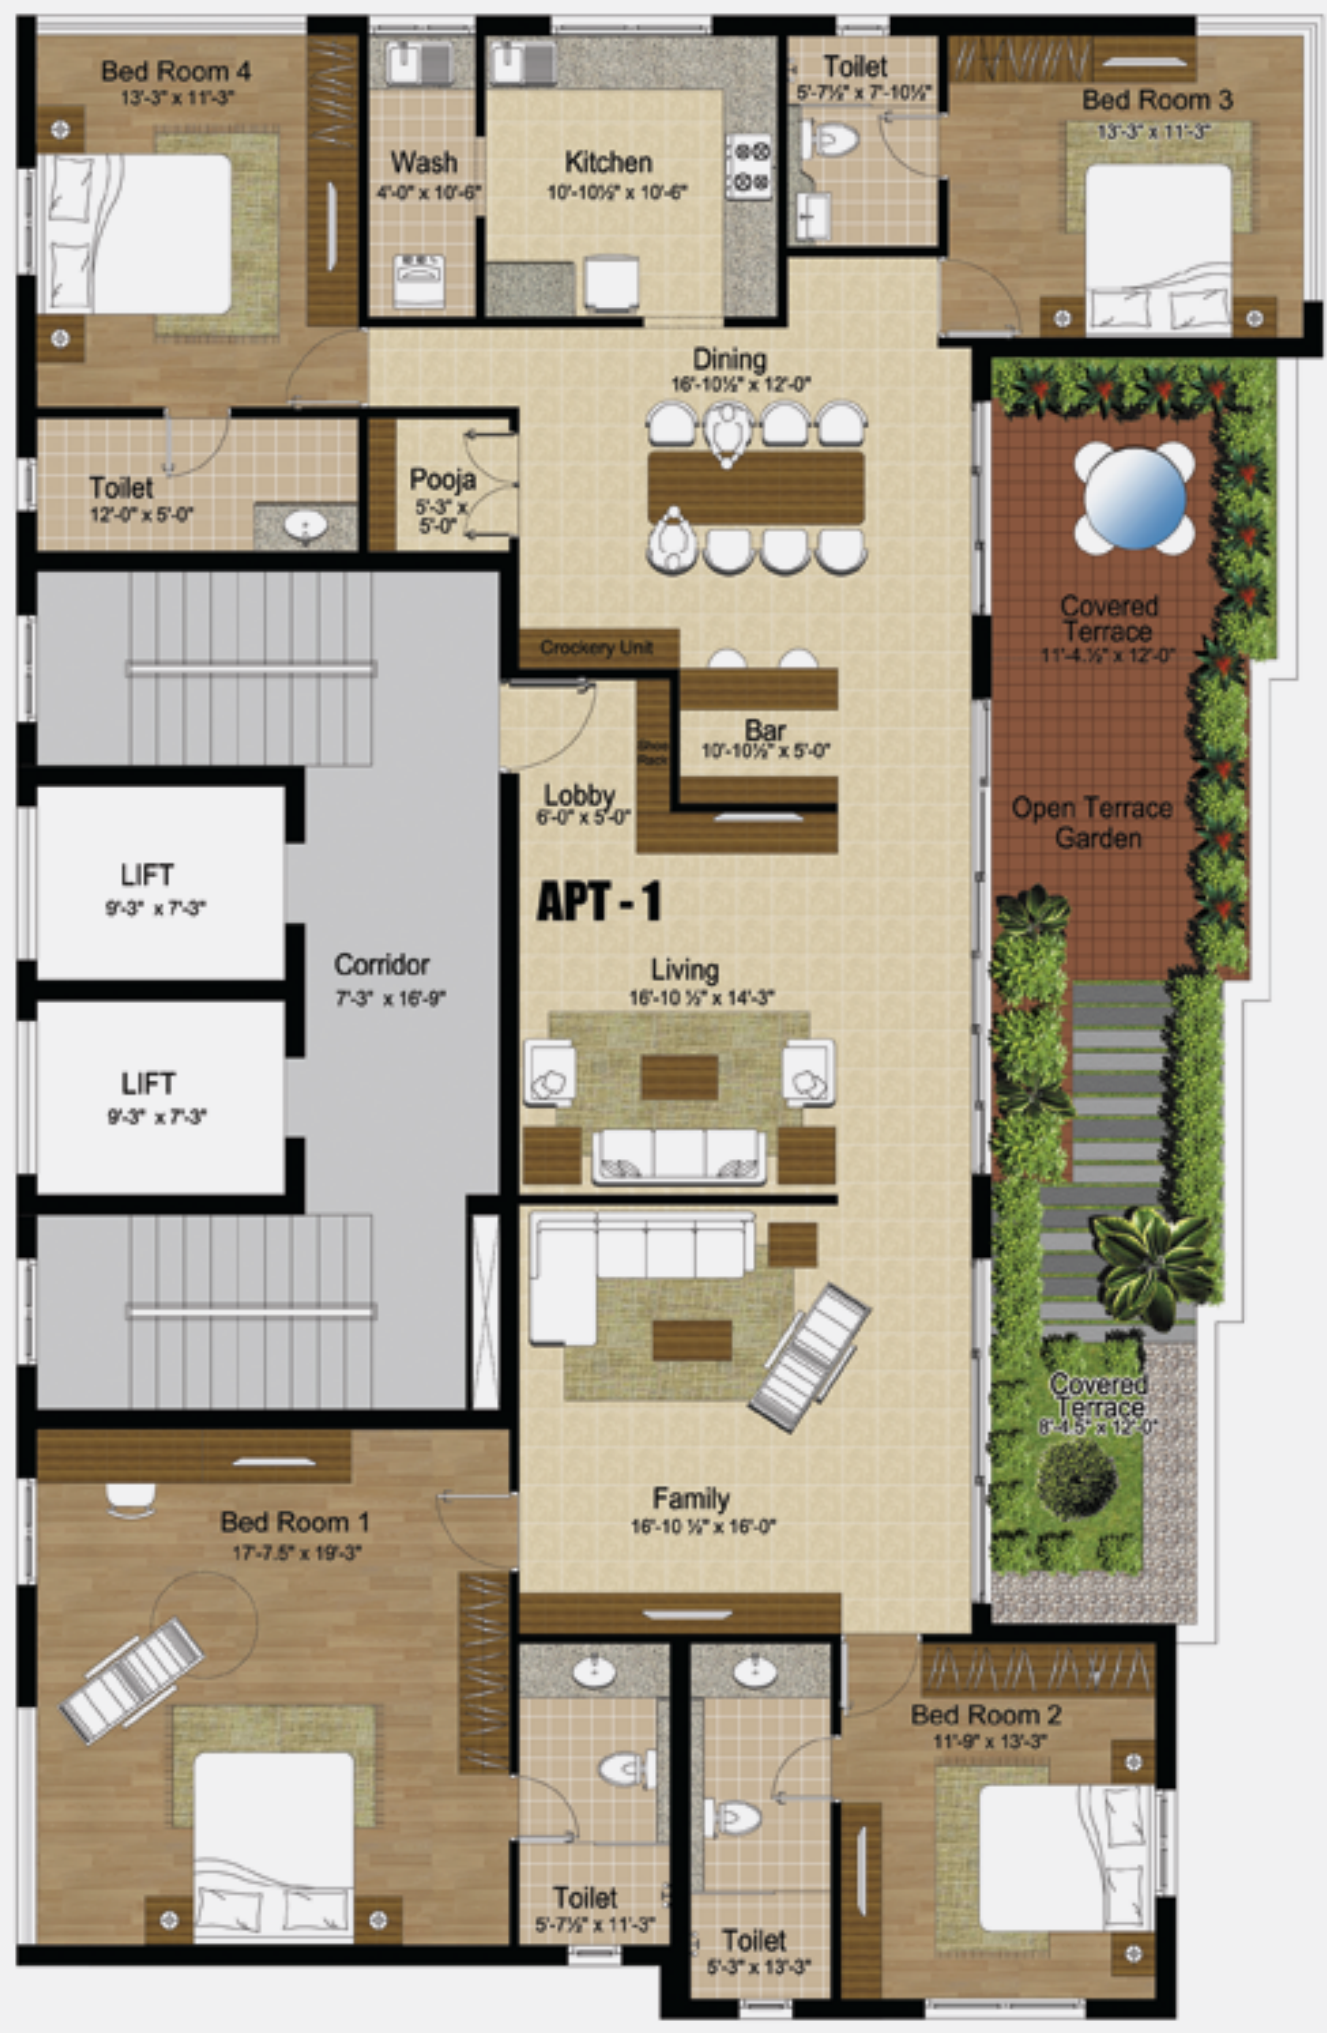 Bed Room 4
13'-3" x 11'-3"
Wash
4'-0" x 10'-6"
Kitchen
10'-10½" x 10'-6"
Toilet
5'-7½" x 7'-10½"
Bed Room 3
13'-3" x 11'-3"
Dining
16'-10½" x 12'-0"
Toilet
12'-0" x 5'-0"
Pooja
5'-3" x
5'-0"
Covered
Terrace
11'-4.½" x 12'-0"
Crockery Unit
Bar
10'-10½" x 5'-0"
Shoe
Rack
Lobby
6'-0" x 5'-0"
Open Terrace
Garden
LIFT
9'-3" x 7'-3"
APT - 1
Corridor
7'-3" x 16'-9"
Living
16'-10 ½" x 14'-3"
LIFT
9'-3" x 7'-3"
Covered
Terrace
8'-4.5" x 12'-0"
Family
16'-10 ½" x 16'-0"
Bed Room 1
17'-7.5" x 19'-3"
Bed Room 2
11'-9" x 13'-3"
Toilet
5'-7½" x 11'-3"
Toilet
5'-3" x 13'-3"